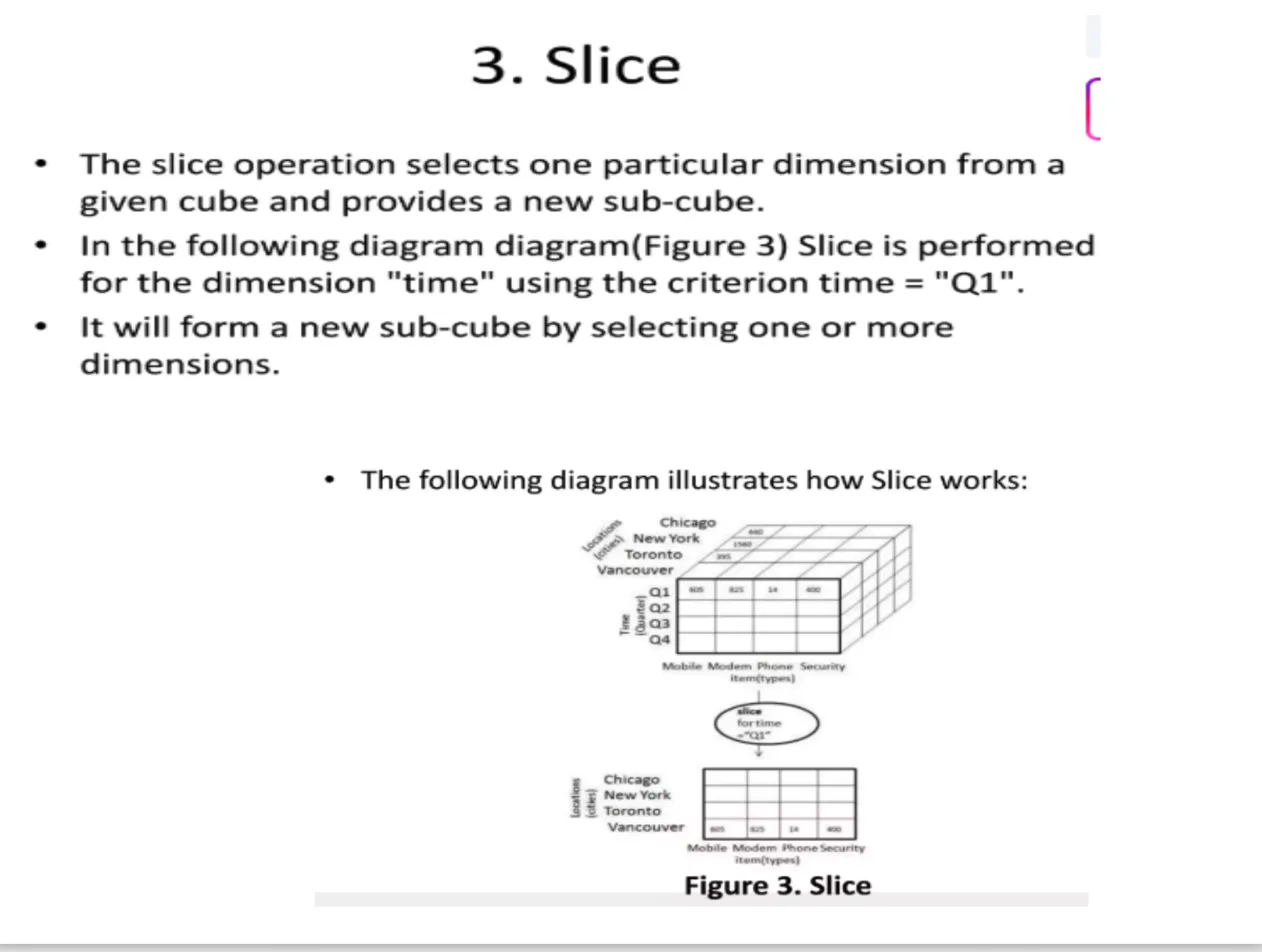 3. Slice
• The slice operation selects one particular dimension from a
given cube and provides a new sub-cube.
• In the following diagram diagram(Figure 3) Slice is performed
for the dimension "time" using the criterion time = "Q1".
• It will form a new sub-cube by selecting one or more
dimensions.
• The following diagram illustrates how Slice works:
Locations
(cities)
Chicago
New York
Toronto
Vancouver
440
1560
395
Time
(Quarter)
Q1
Q2
Q3
Q4
605 825 14 400
Mobile Modem Phone Security
item(types)
slice
for time
="Q1"
Locations
(cities)
Chicago
New York
Toronto
Vancouver
605 825 14 400
Mobile Modem Phone Security
item(types)
Figure 3. Slice